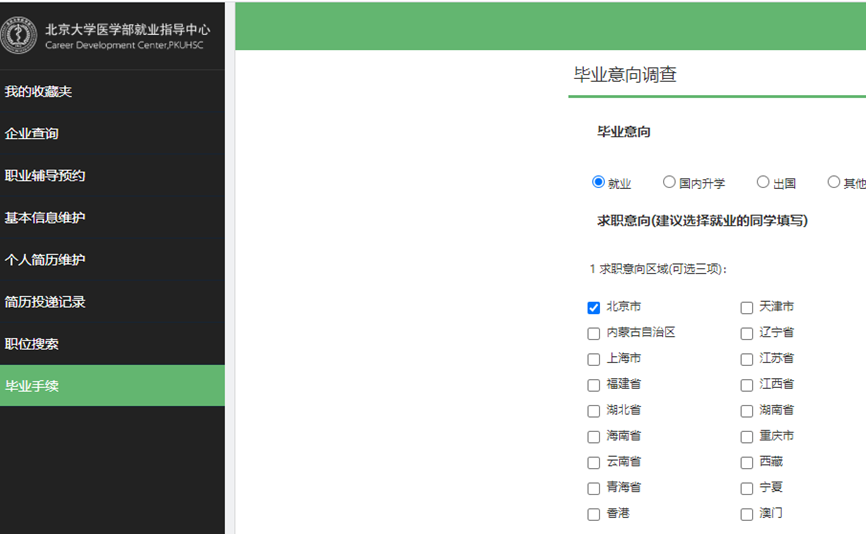 北京大学医学部就业指导中心
Career Development Center,PKUHSC
我的收藏夹
企业查询
职业辅导预约
基本信息维护
个人简历维护
简历投递记录
职位搜索
毕业手续
毕业意向调查
毕业意向
就业 国内升学 出国 其他
求职意向(建议选择就业的同学填写)
1 求职意向区域(可选三项)：
北京市 天津市
内蒙古自治区 辽宁省
上海市 江苏省
福建省 江西省
湖北省 湖南省
海南省 重庆市
云南省 西藏
青海省 宁夏
香港 澳门